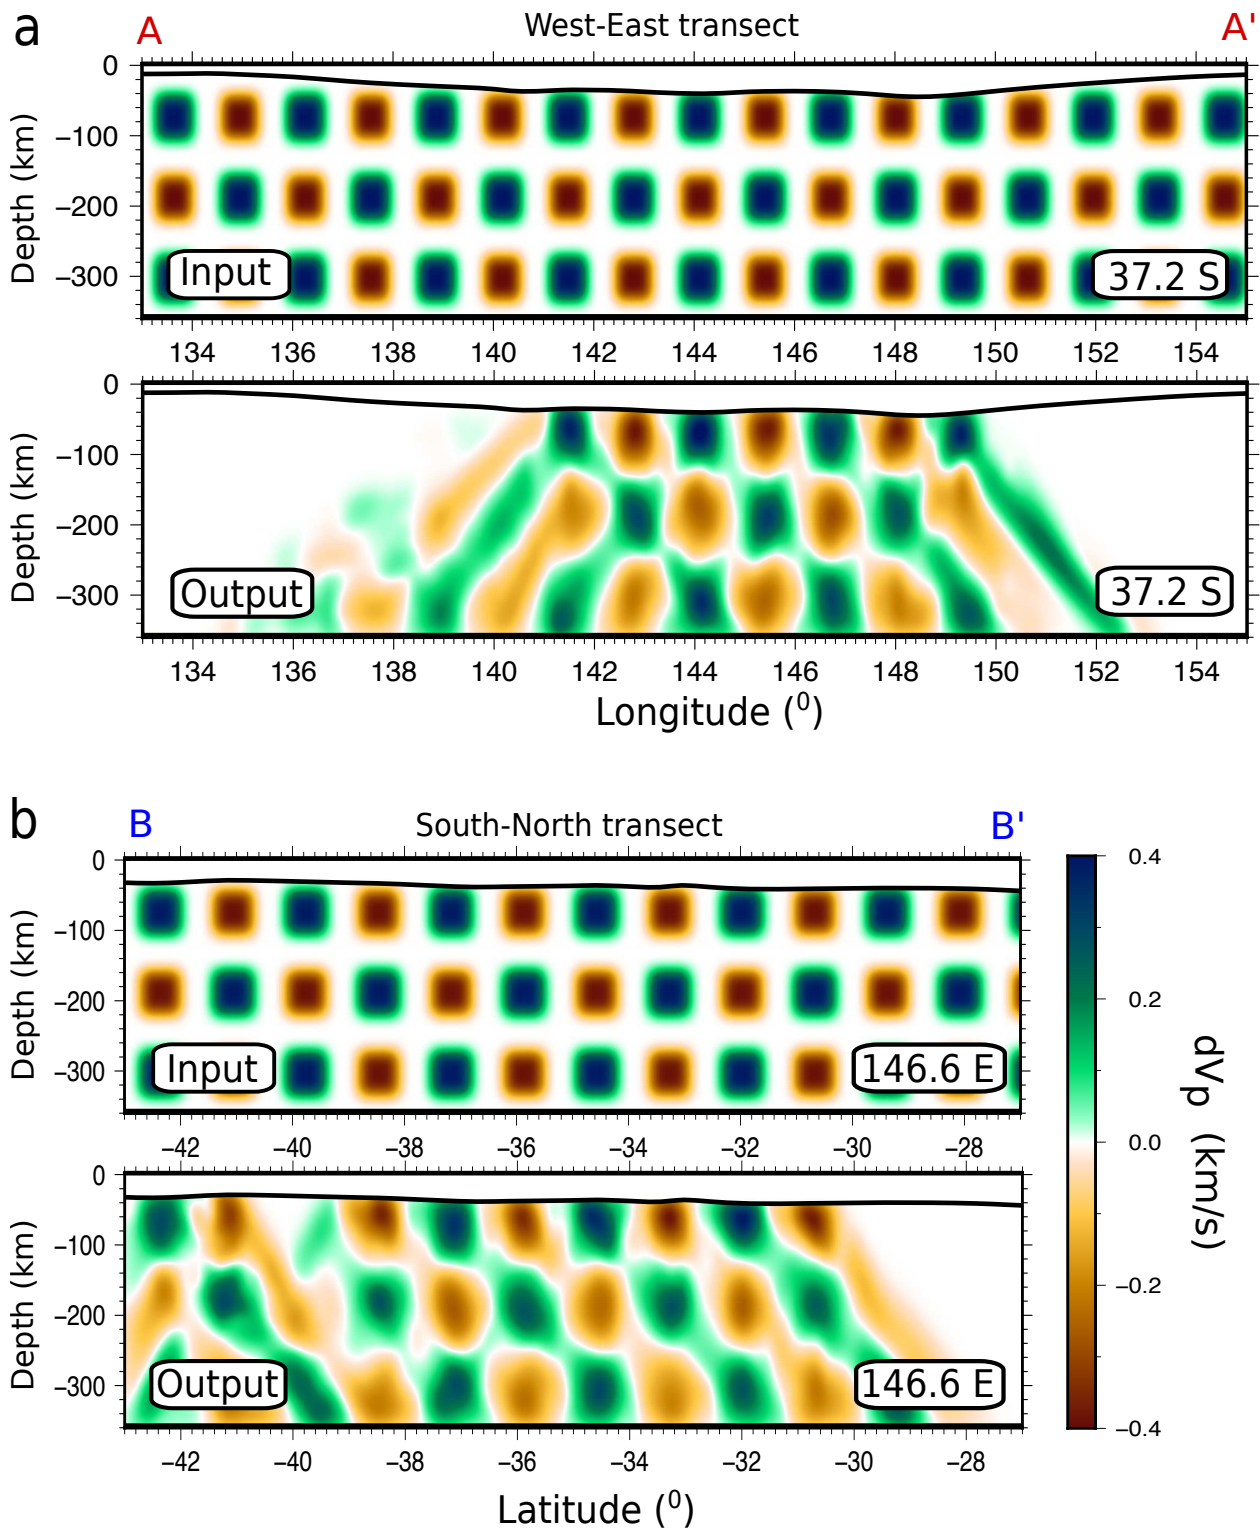 a
A West-East transect A'
0
−100
−200
−300
Depth (km)
Input
37.2 S
134 136 138 140 142 144 146 148 150 152 154
0
−100
−200
−300
Depth (km)
Output
37.2 S
134 136 138 140 142 144 146 148 150 152 154
Longitude (⁰)
b
B South-North transect B'
0
−100
−200
−300
Depth (km)
Input
146.6 E
−42 −40 −38 −36 −34 −32 −30 −28
0
−100
−200
−300
Depth (km)
Output
146.6 E
−42 −40 −38 −36 −34 −32 −30 −28
Latitude (⁰)
0.4
0.2
0.0
−0.2
−0.4
dVp (km/s)